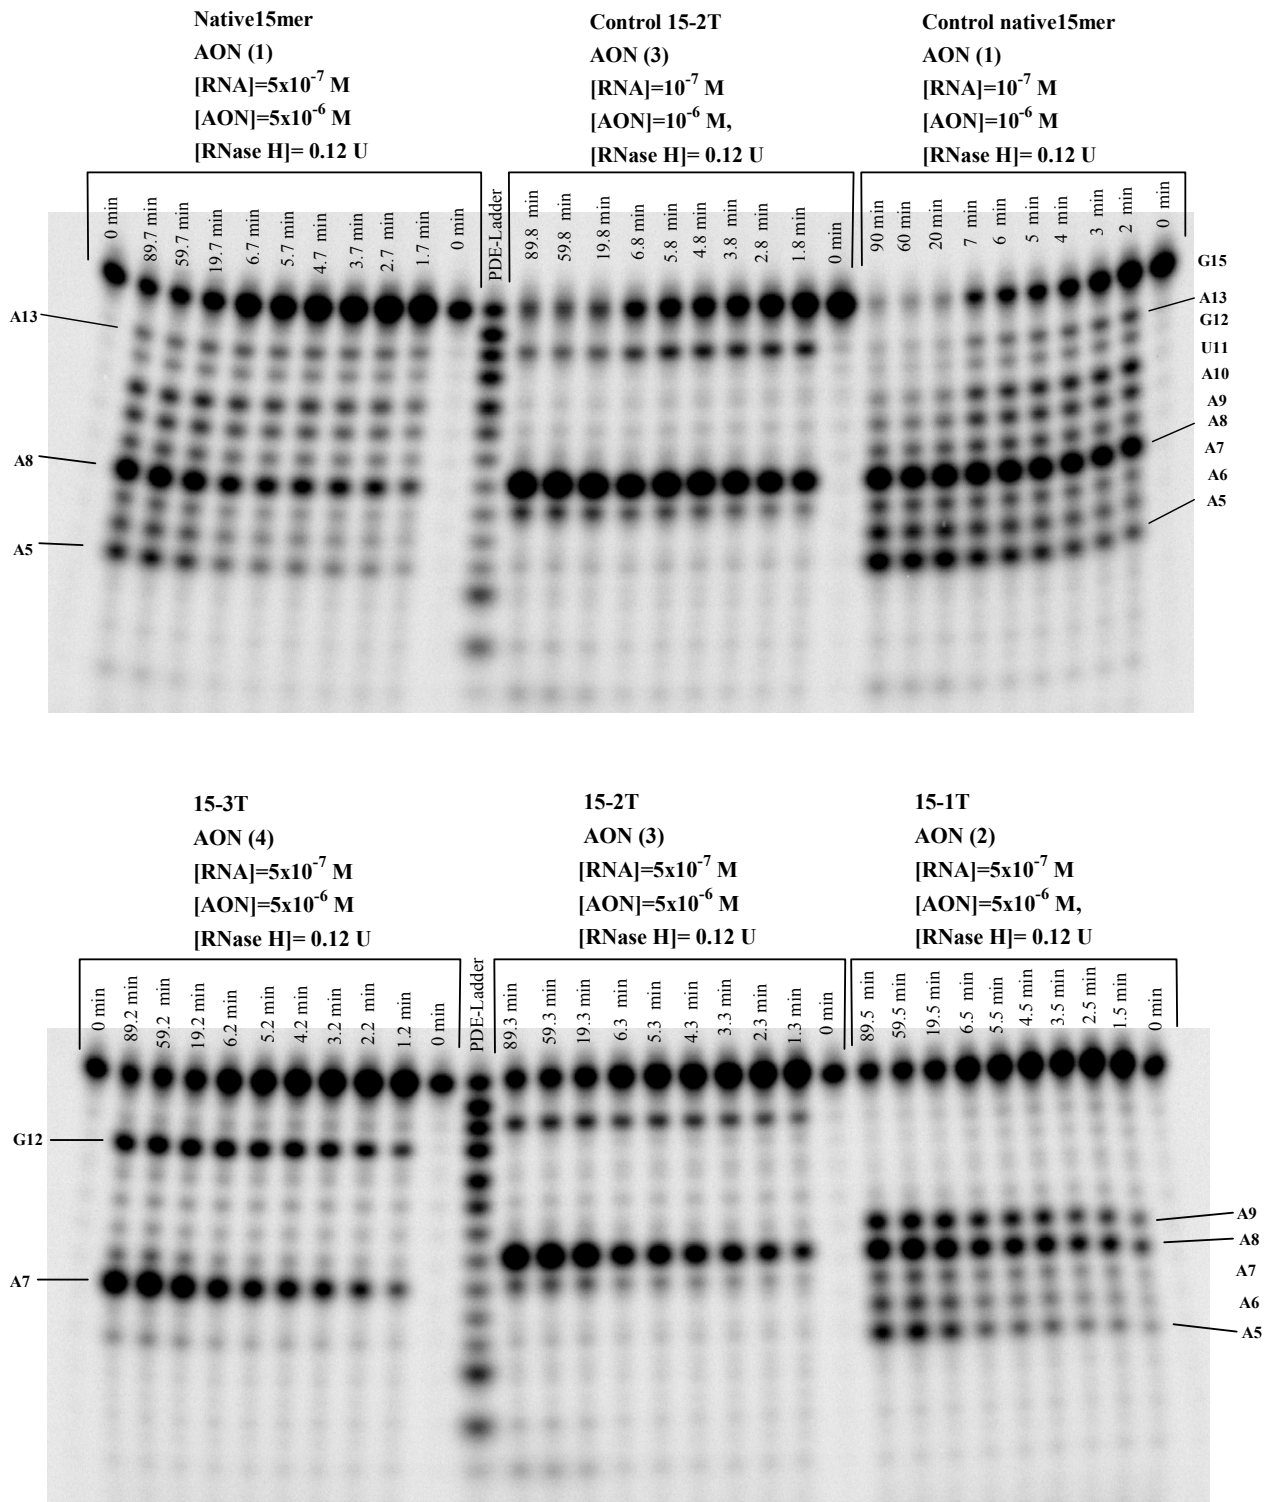 Native15mer
AON (1)
[RNA]=5x10⁻⁷ M
[AON]=5x10⁻⁶ M
[RNase H]= 0.12 U
Control 15-2T
AON (3)
[RNA]=10⁻⁷ M
[AON]=10⁻⁶ M,
[RNase H]= 0.12 U
Control native15mer
AON (1)
[RNA]=10⁻⁷ M
[AON]=10⁻⁶ M
[RNase H]= 0.12 U
0 min
89.7 min
59.7 min
19.7 min
6.7 min
5.7 min
4.7 min
3.7 min
2.7 min
1.7 min
0 min
PDE-Ladder
89.8 min
59.8 min
19.8 min
6.8 min
5.8 min
4.8 min
3.8 min
2.8 min
1.8 min
0 min
90 min
60 min
20 min
7 min
6 min
5 min
4 min
3 min
2 min
0 min
A13
A8
A5
G15
A13
G12
U11
A10
A9
A8
A7
A6
A5
15-3T
AON (4)
[RNA]=5x10⁻⁷ M
[AON]=5x10⁻⁶ M
[RNase H]= 0.12 U
15-2T
AON (3)
[RNA]=5x10⁻⁷ M
[AON]=5x10⁻⁶ M
[RNase H]= 0.12 U
15-1T
AON (2)
[RNA]=5x10⁻⁷ M
[AON]=5x10⁻⁶ M,
[RNase H]= 0.12 U
0 min
89.2 min
59.2 min
19.2 min
6.2 min
5.2 min
4.2 min
3.2 min
2.2 min
1.2 min
0 min
PDE-Ladder
89.3 min
59.3 min
19.3 min
6.3 min
5.3 min
4.3 min
3.3 min
2.3 min
1.3 min
0 min
89.5 min
59.5 min
19.5 min
6.5 min
5.5 min
4.5 min
3.5 min
2.5 min
1.5 min
0 min
G12
A7
A9
A8
A7
A6
A5